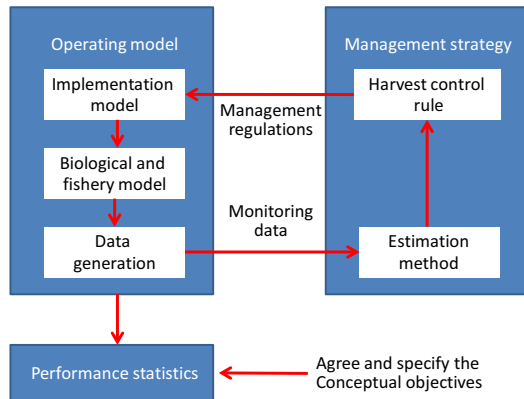 Operating model
Implementation
model
Biological and
fishery model
Data
generation
Management
regulations
Monitoring
data
Management strategy
Harvest control
rule
Estimation
method
Performance statistics
Agree and specify the
Conceptual objectives